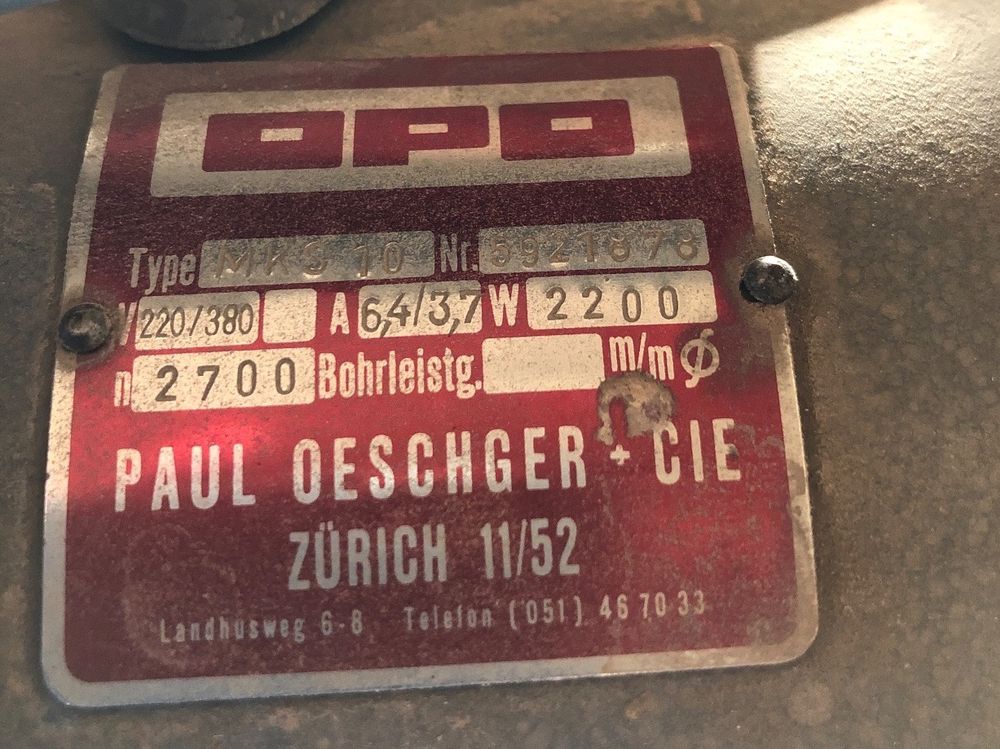 OPO
Type MKS 10 Nr. 5921878
V 220/380 A 6,4/3,7 W 2200
n 2700 Bohrleistg. m/m ⌀
PAUL OESCHGER + CIE
ZÜRICH 11/52
Landhusweg 6-8 Telefon (051) 46 70 33